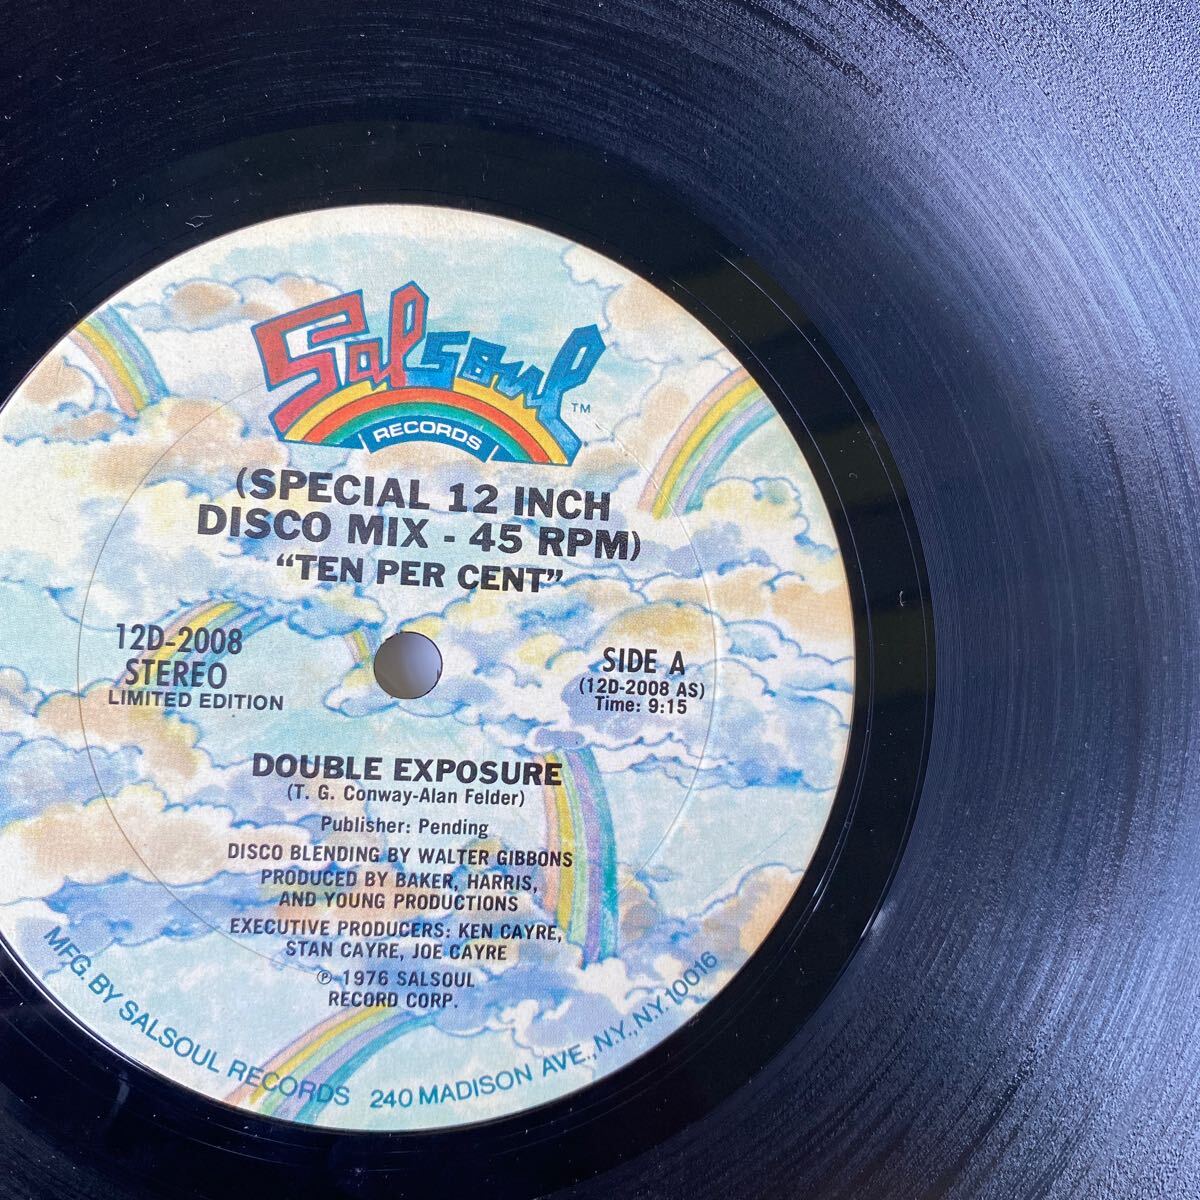 Salsoul
TM
RECORDS
(SPECIAL 12 INCH
DISCO MIX - 45 RPM)
“TEN PER CENT”
12D-2008
STEREO
LIMITED EDITION
SIDE A
(12D-2008 AS)
Time: 9:15
DOUBLE EXPOSURE
(T. G. Conway-Alan Felder)
Publisher: Pending
DISCO BLENDING BY WALTER GIBBONS
PRODUCED BY BAKER, HARRIS,
AND YOUNG PRODUCTIONS
EXECUTIVE PRODUCERS: KEN CAYRE,
STAN CAYRE, JOE CAYRE
℗ 1976 SALSOUL
RECORD CORP.
MFG. BY SALSOUL RECORDS 240 MADISON AVE., N.Y., N.Y. 10016